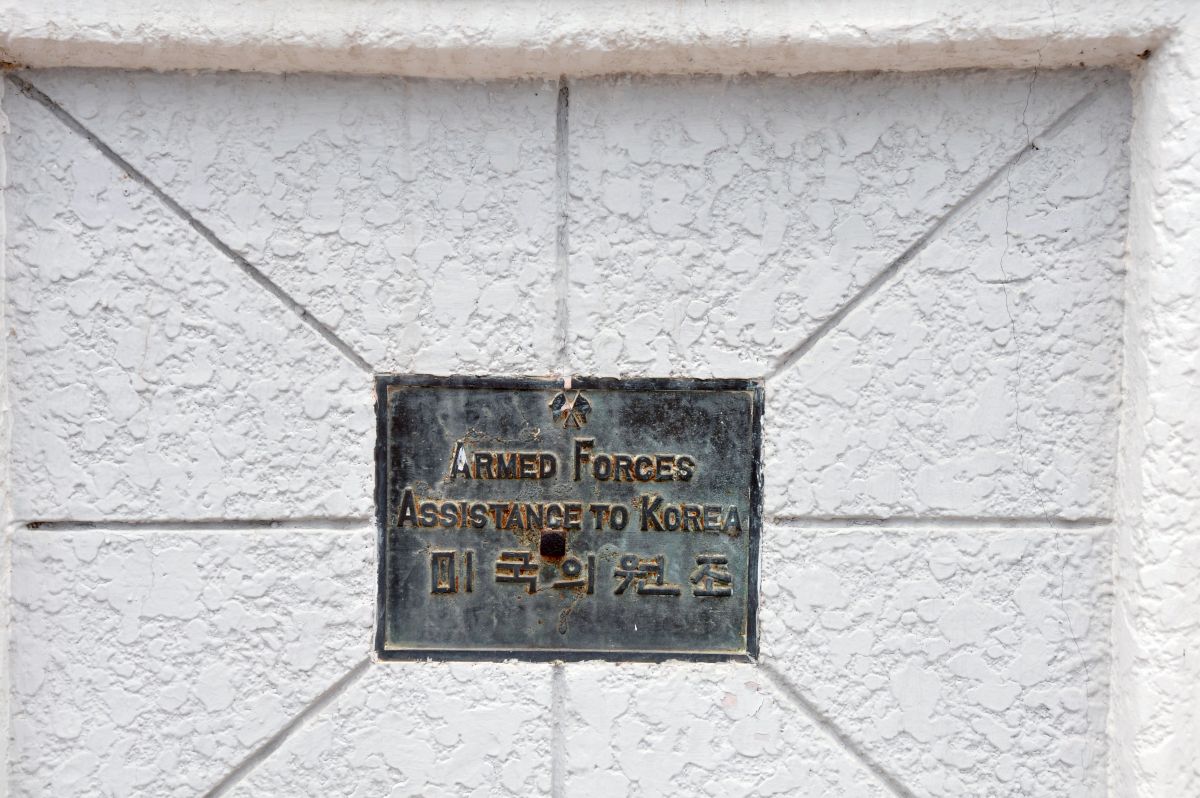 ARMED FORCES
ASSISTANCE TO KOREA
미국의 원조